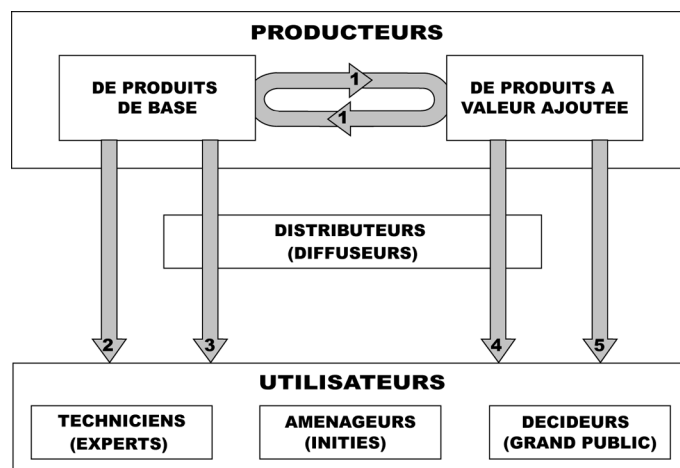 PRODUCTEURS
DE PRODUITS
DE BASE
1
1
DE PRODUITS A
VALEUR AJOUTEE
DISTRIBUTEURS
(DIFFUSEURS)
2
3
4
5
UTILISATEURS
TECHNICIENS
(EXPERTS)
AMENAGEURS
(INITIES)
DECIDEURS
(GRAND PUBLIC)